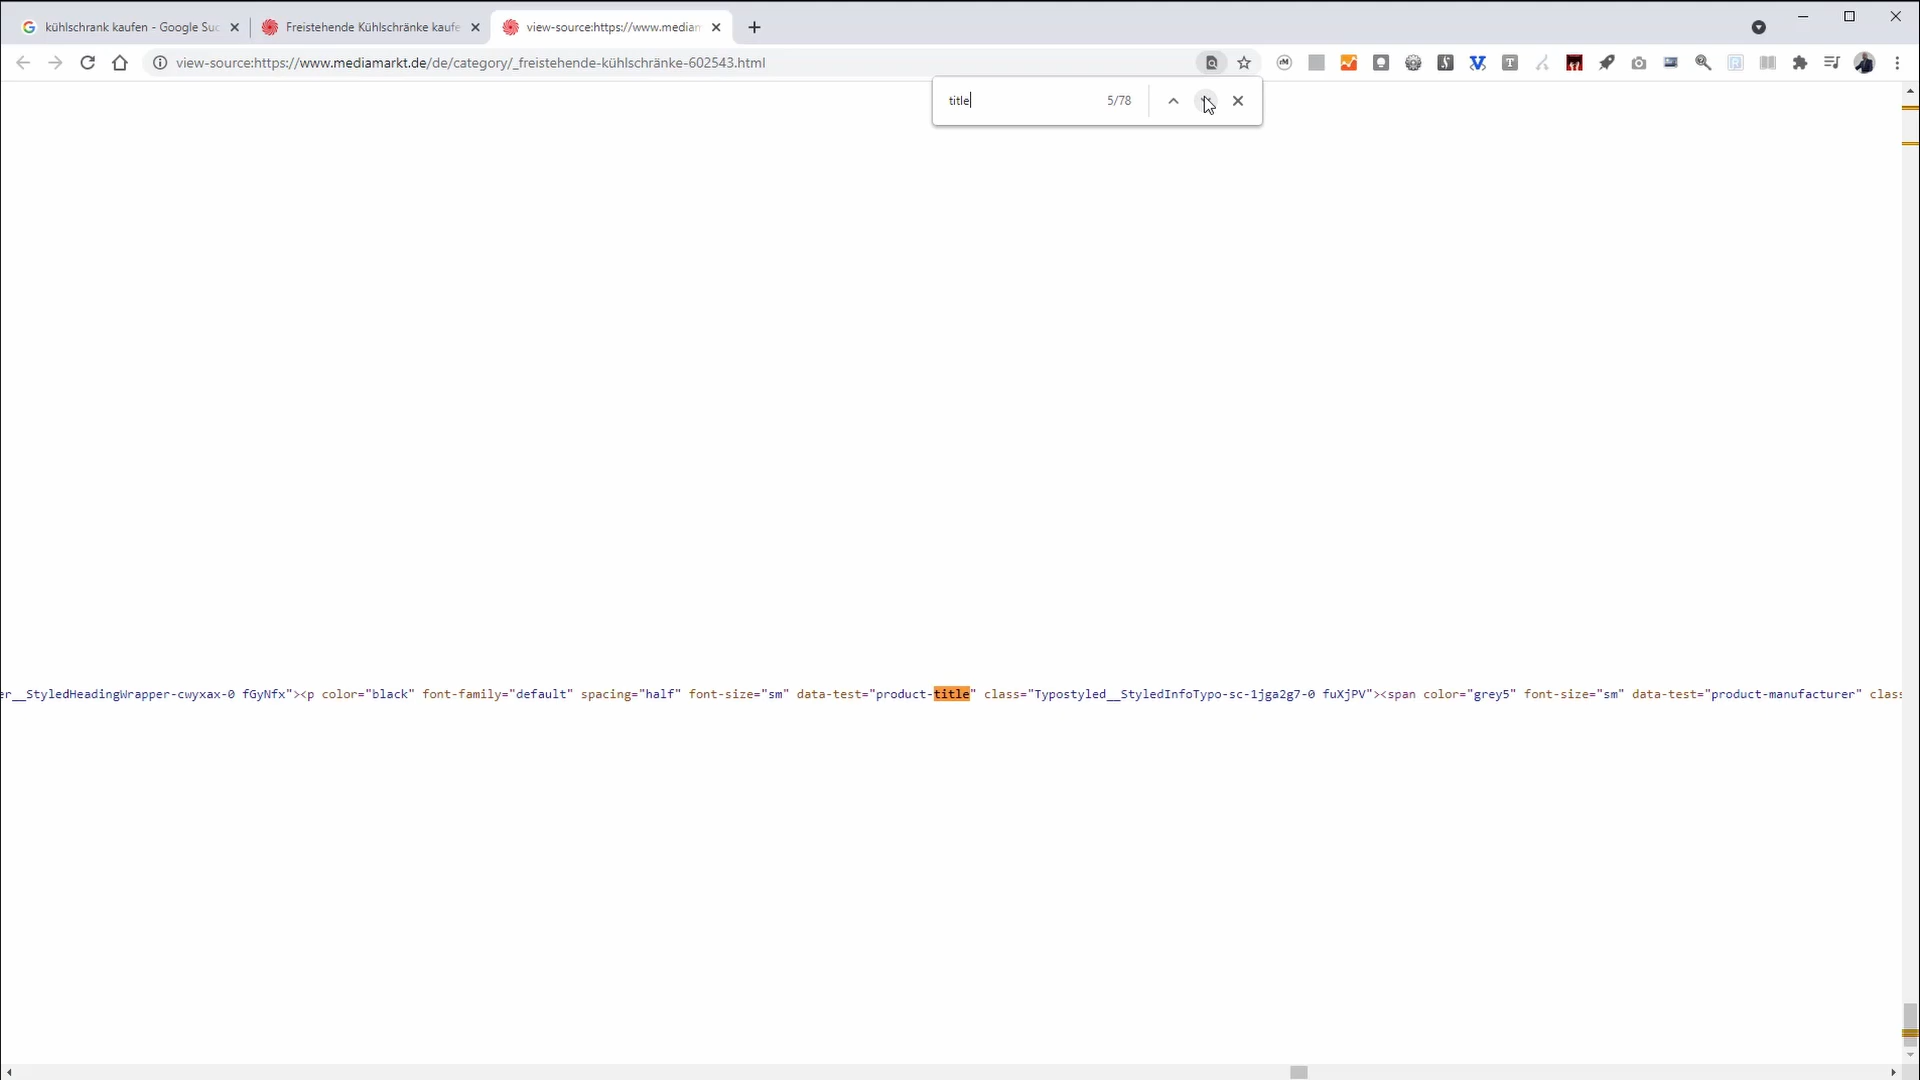 kühlschrank kaufen - Google Suc
Freistehende Kühlschränke kaufe
view-source:https://www.median
view-source:https://www.mediamarkt.de/de/category/_freistehende-kühlschränke-602543.html
title 5/78
er__StyledHeadingWrapper-cwyxax-0 fGyNfx"><p color="black" font-family="default" spacing="half" font-size="sm" data-test="product-title" class="Typostyled__StyledInfoTypo-sc-1jga2g7-0 fuXjPV"><span color="grey5" font-size="sm" data-test="product-manufacturer" class